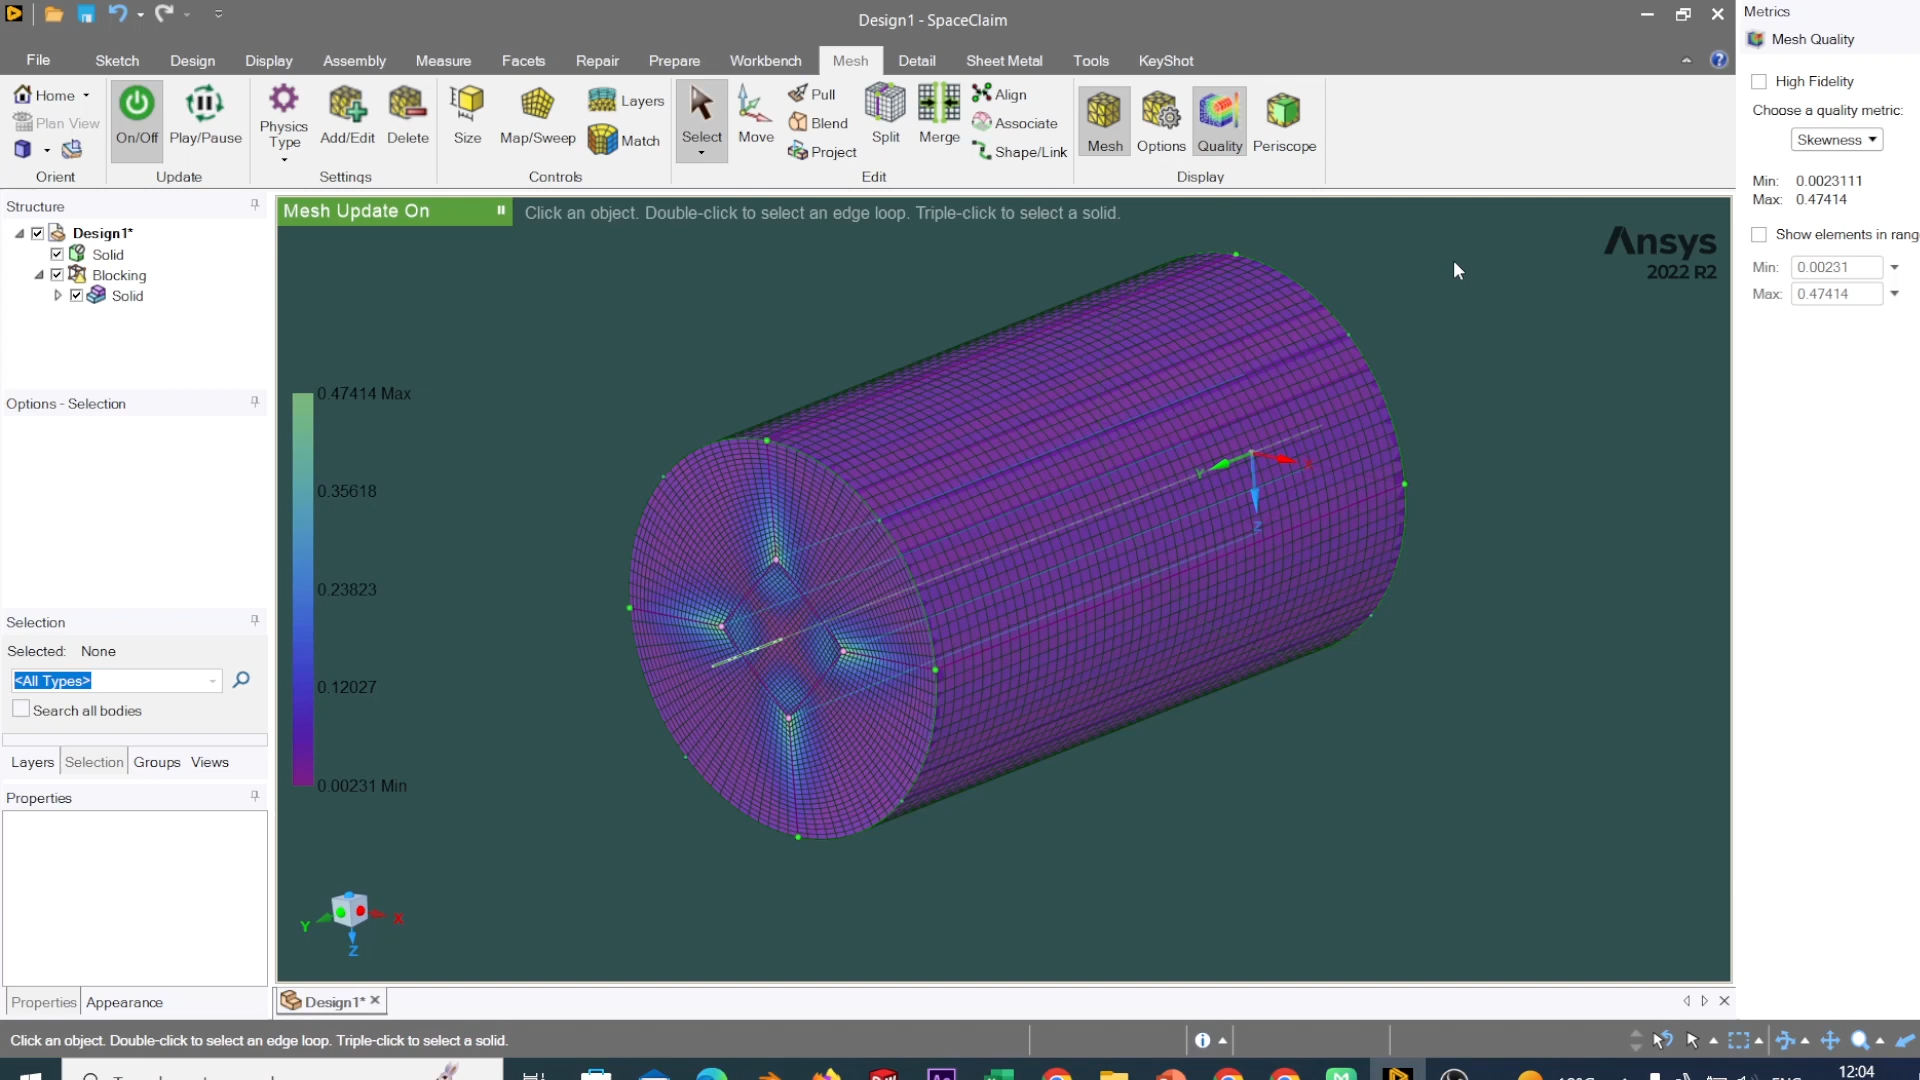 Design1 - SpaceClaim
Metrics
Mesh Quality
File Sketch Design Display Assembly Measure Facets Repair Prepare Workbench Mesh Detail Sheet Metal Tools KeyShot
Home
Plan View
Orient
On/Off
Play/Pause
Update
Physics Type
Add/Edit
Delete
Settings
Size
Map/Sweep
Layers
Match
Controls
Select
Move
Pull
Blend
Project
Split
Merge
Align
Associate
Shape/Link
Edit
Mesh
Options
Quality
Periscope
Display
High Fidelity
Choose a quality metric:
Skewness
Min: 0.0023111
Max: 0.47414
Show elements in rang
Min: 0.00231
Max: 0.47414
Structure
Design1*
Solid
Blocking
Solid
Options - Selection
Selection
Selected: None
<All Types>
Search all bodies
Layers Selection Groups Views
Properties
Properties Appearance
Mesh Update On
Click an object. Double-click to select an edge loop. Triple-click to select a solid.
Ansys
2022 R2
0.47414 Max
0.35618
0.23823
0.12027
0.00231 Min
Y
X
Z
Y
X
Z
Design1*
Click an object. Double-click to select an edge loop. Triple-click to select a solid.
12:04